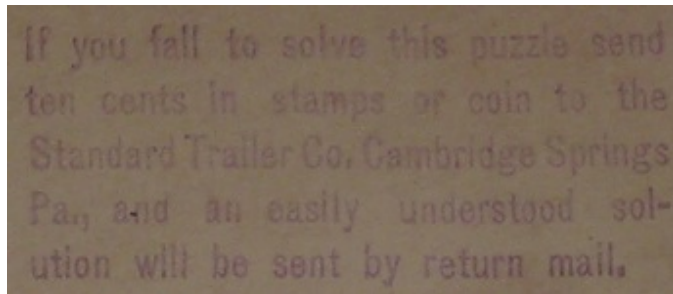 If you fail to solve this puzzle send
ten cents in stamps or coin to the
Standard Trailer Co. Cambridge Springs
Pa., and an easily understood sol-
ution will be sent by return mail.